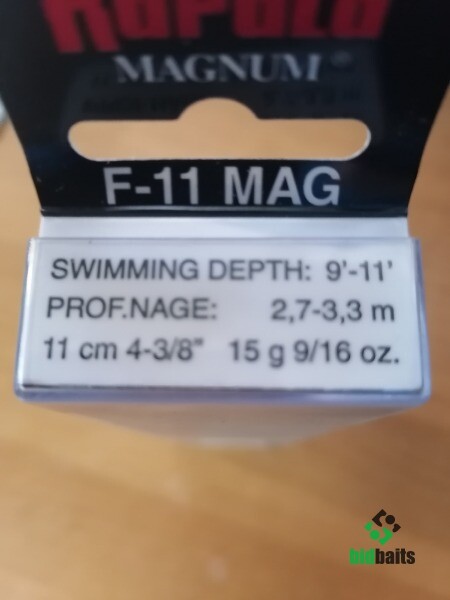 Rapala
MAGNUM®
F-11 MAG
SWIMMING DEPTH: 9'-11'
PROF.NAGE: 2,7-3,3 m
11 cm 4-3/8" 15 g 9/16 oz.
bidbaits